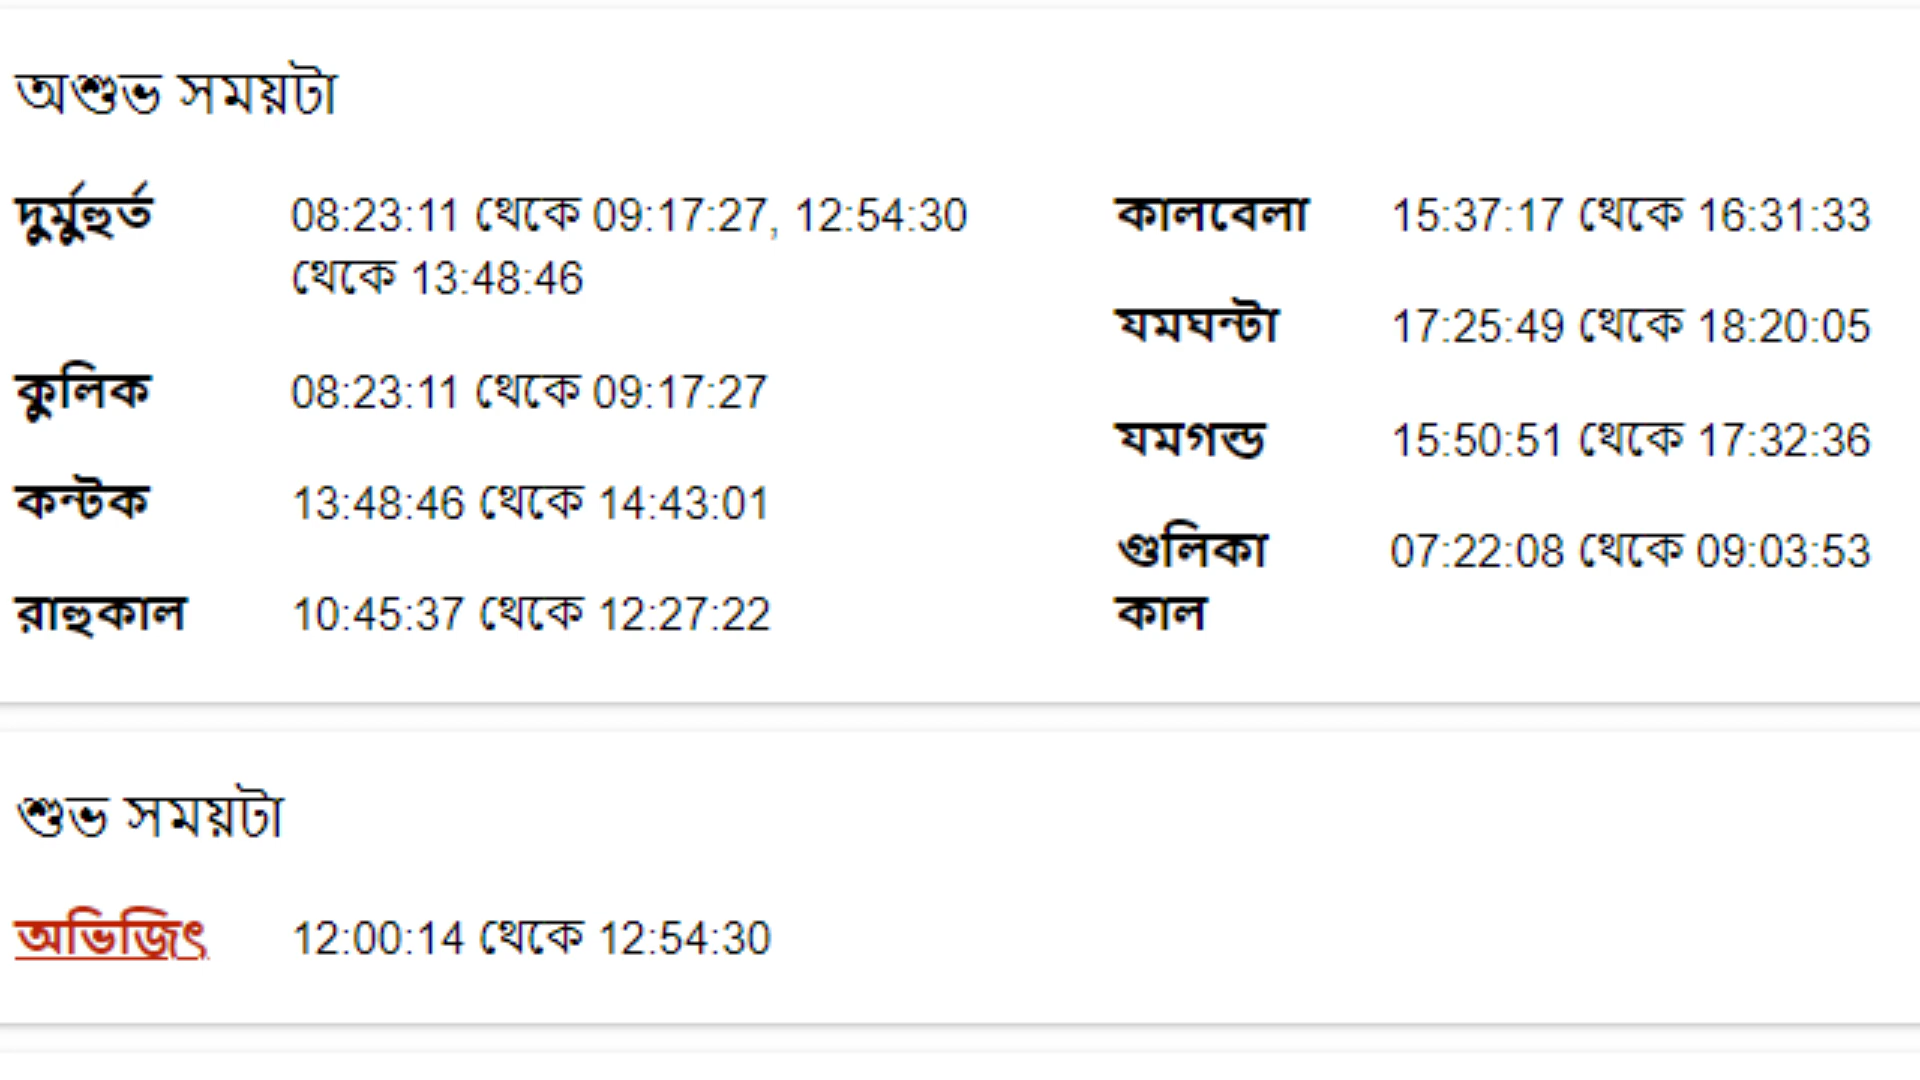 অশুভ সময়টা
দুর্মুহুর্ত 08:23:11 থেকে 09:17:27, 12:54:30
থেকে 13:48:46
কুলিক 08:23:11 থেকে 09:17:27
কন্টক 13:48:46 থেকে 14:43:01
রাহুকাল 10:45:37 থেকে 12:27:22
কালবেলা 15:37:17 থেকে 16:31:33
যমঘন্টা 17:25:49 থেকে 18:20:05
যমগন্ড 15:50:51 থেকে 17:32:36
গুলিকা 07:22:08 থেকে 09:03:53
কাল
শুভ সময়টা
অভিজিৎ 12:00:14 থেকে 12:54:30